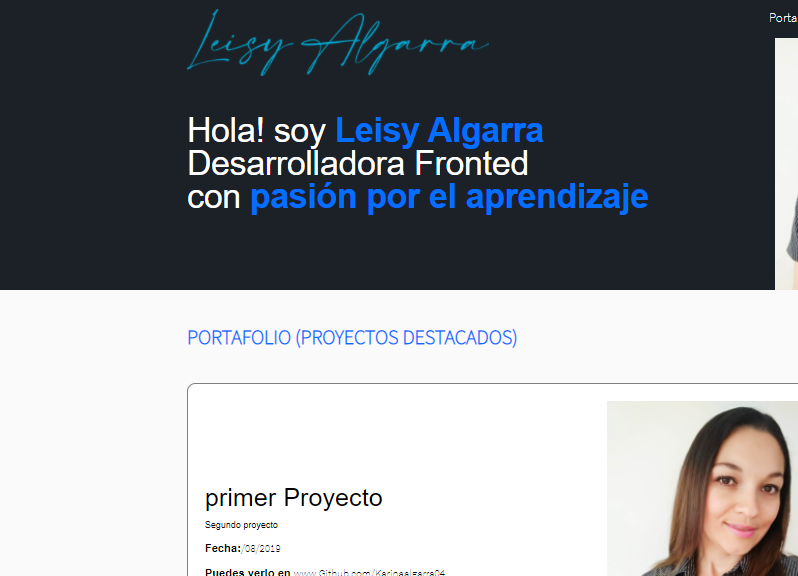 Porta
Leisy Algarra
Hola! soy Leisy Algarra
Desarrolladora Fronted
con pasión por el aprendizaje
PORTAFOLIO (PROYECTOS DESTACADOS)
primer Proyecto
Segundo proyecto
Fecha:/08/2019
Puedes verlo en www.Github.com/Karinaalgarra04